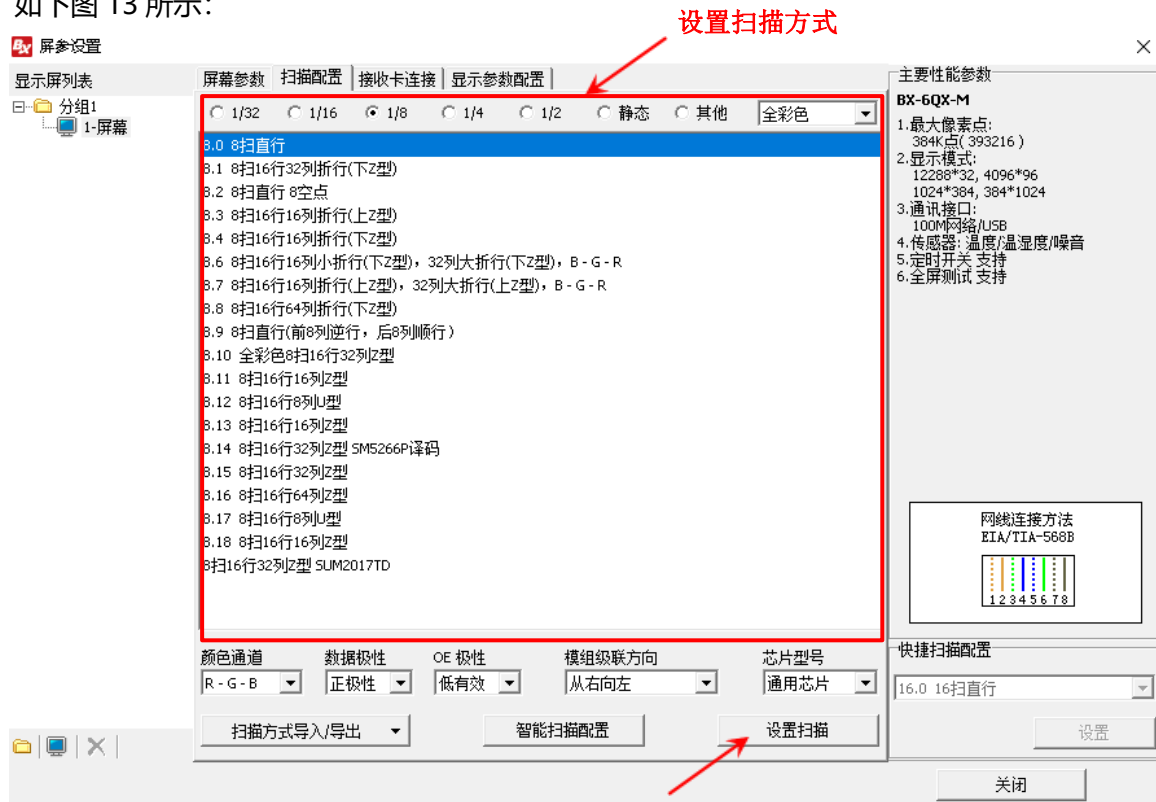 如下图 13 所示：
设置扫描方式
BX 屏参设置
显示屏列表
分组1
1-屏幕
屏幕参数 扫描配置 接收卡连接 显示参数配置
1/32 1/16 1/8 1/4 1/2 静态 其他 全彩色
8.0 8扫直行
8.1 8扫16行32列折行(下Z型)
8.2 8扫直行 8空点
8.3 8扫16行16列折行(上Z型)
8.4 8扫16行16列折行(下Z型)
8.6 8扫16行16列小折行(下Z型)，32列大折行(下Z型)，B - G - R
8.7 8扫16行16列折行(上Z型)，32列大折行(上Z型)，B - G - R
8.8 8扫16行64列折行(下Z型)
8.9 8扫直行(前8列逆行，后8列顺行)
8.10 全彩色8扫16行32列Z型
8.11 8扫16行16列Z型
8.12 8扫16行8列U型
8.13 8扫16行16列Z型
8.14 8扫16行32列Z型 SM5266P译码
8.15 8扫16行32列Z型
8.16 8扫16行64列Z型
8.17 8扫16行8列U型
8.18 8扫16行16列Z型
8扫16行32列Z型 SUM2017TD
颜色通道 数据极性 OE 极性 模组级联方向 芯片型号
R - G - B 正极性 低有效 从右向左 通用芯片
扫描方式导入/导出 智能扫描配置 设置扫描
主要性能参数
BX-6QX-M
1.最大像素点:
384K点( 393216 )
2.显示模式:
12288*32, 4096*96
1024*384, 384*1024
3.通讯接口:
100M网络/USB
4.传感器: 温度/温湿度/噪音
5.定时开关 支持
6.全屏测试 支持
网线连接方法
EIA/TIA-568B
1 2 3 4 5 6 7 8
快捷扫描配置
16.0 16扫直行
设置
关闭